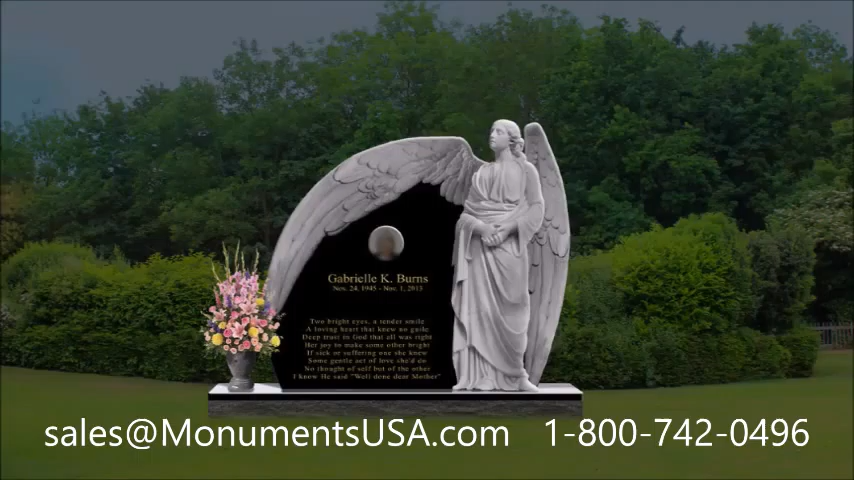 Gabrielle K. Burns
Nov. 24, 1945 - Nov. 1, 2013
Two bright eyes, a tender smile
A loving heart that knew no guile
Deep trust in God that all was right
Her joy to make some other bright
If sick or suffering one she knew
Some gentle act of love she'd do
No thought of self but of the other
I know He said "Well done dear Mother"
sales@MonumentsUSA.com 1-800-742-0496